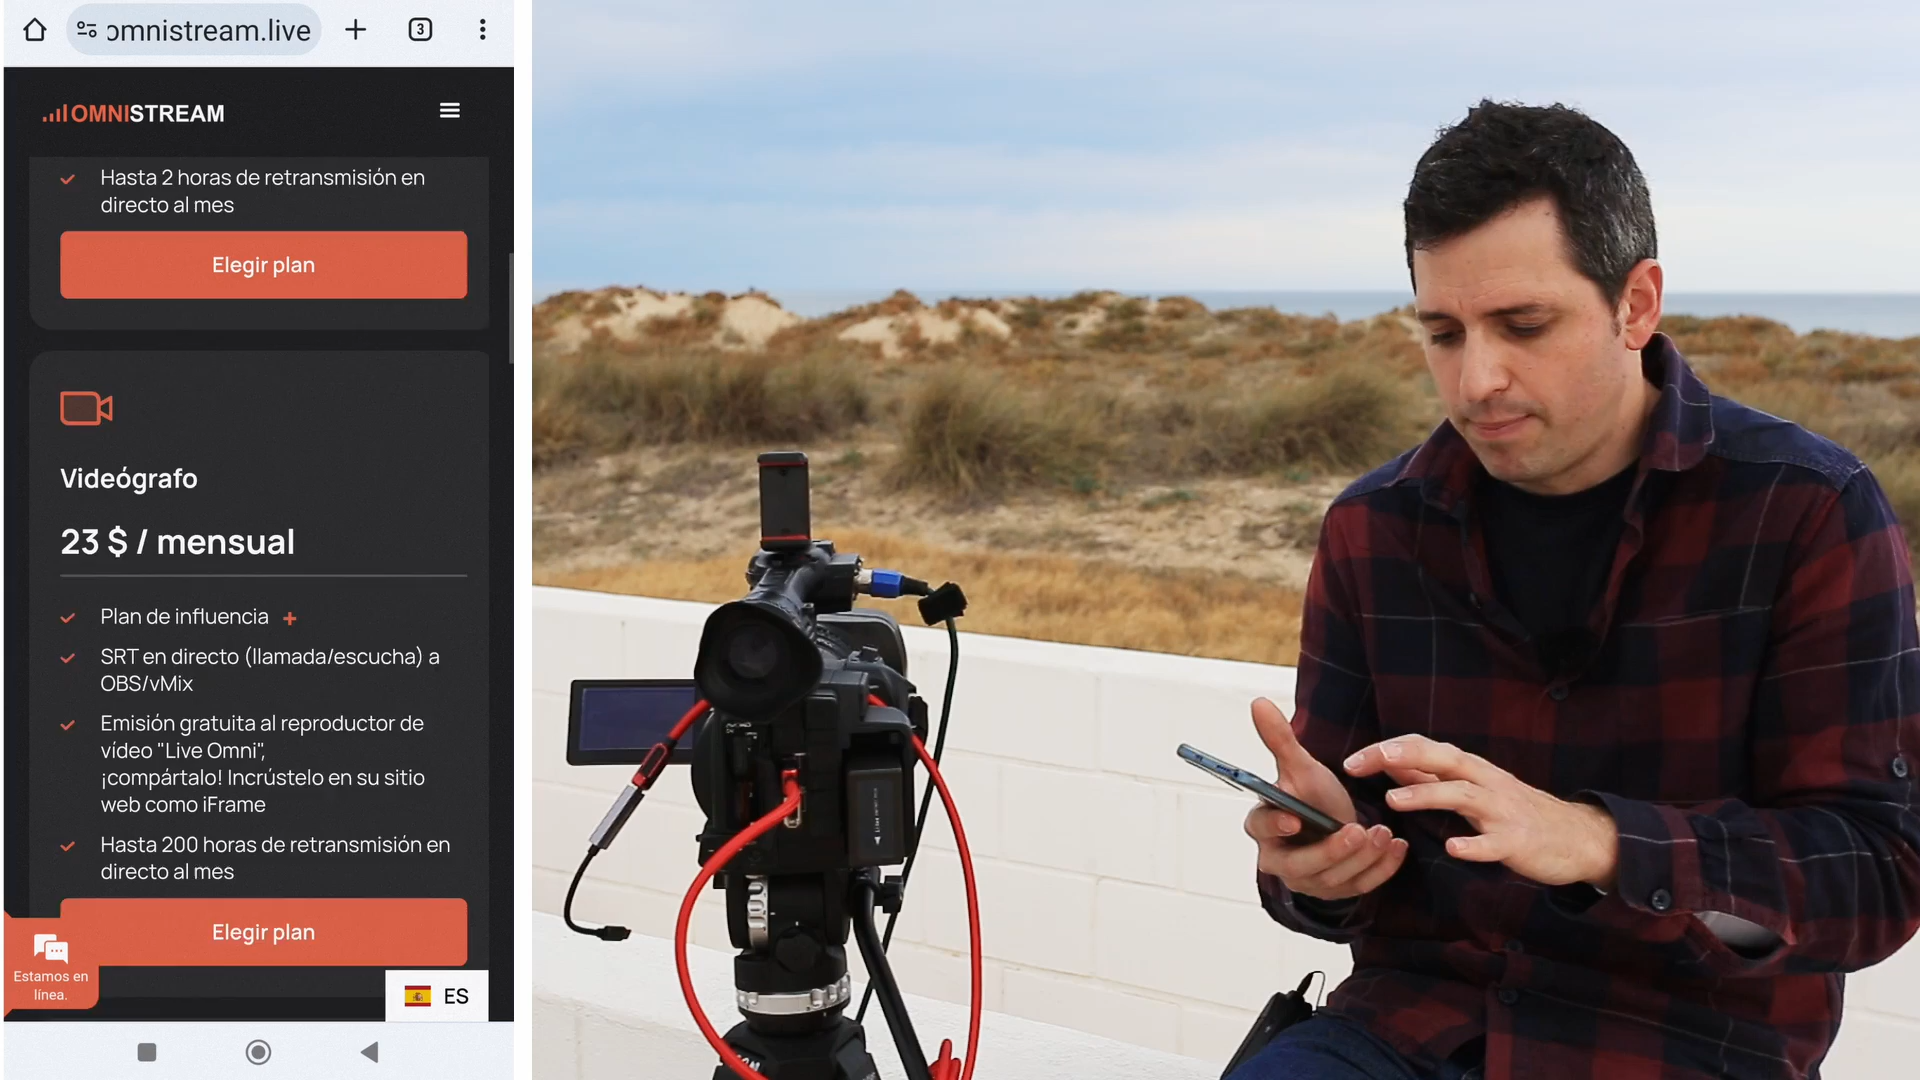 omnistream.live
3
OMNISTREAM
Hasta 2 horas de retransmisión en
directo al mes
Elegir plan
Videógrafo
23 $ / mensual
Plan de influencia +
SRT en directo (llamada/escucha) a
OBS/vMix
Emisión gratuita al reproductor de
vídeo "Live Omni",
¡compártalo! Incrústelo en su sitio
web como iFrame
Hasta 200 horas de retransmisión en
directo al mes
Elegir plan
Estamos en
línea.
ES